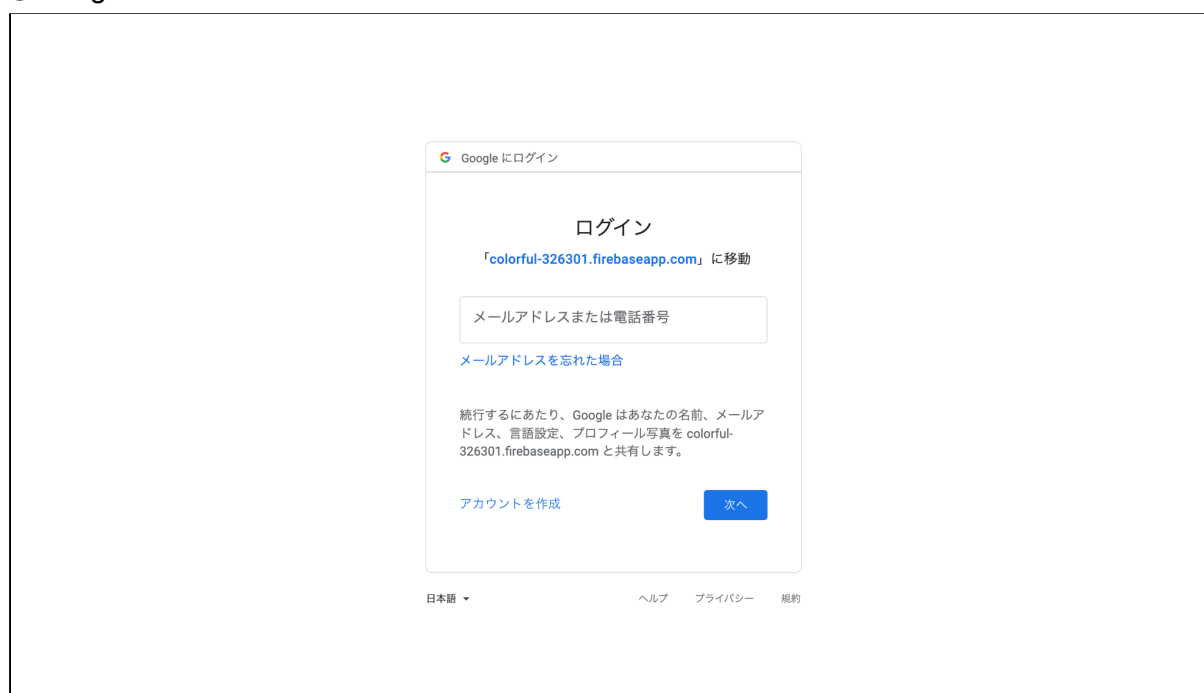 Google にログイン
ログイン
「colorful-326301.firebaseapp.com」に移動
メールアドレスまたは電話番号
メールアドレスを忘れた場合
続行するにあたり、Google はあなたの名前、メールア
ドレス、言語設定、プロフィール写真を colorful-
326301.firebaseapp.com と共有します。
アカウントを作成
次へ
日本語
ヘルプ プライバシー 規約